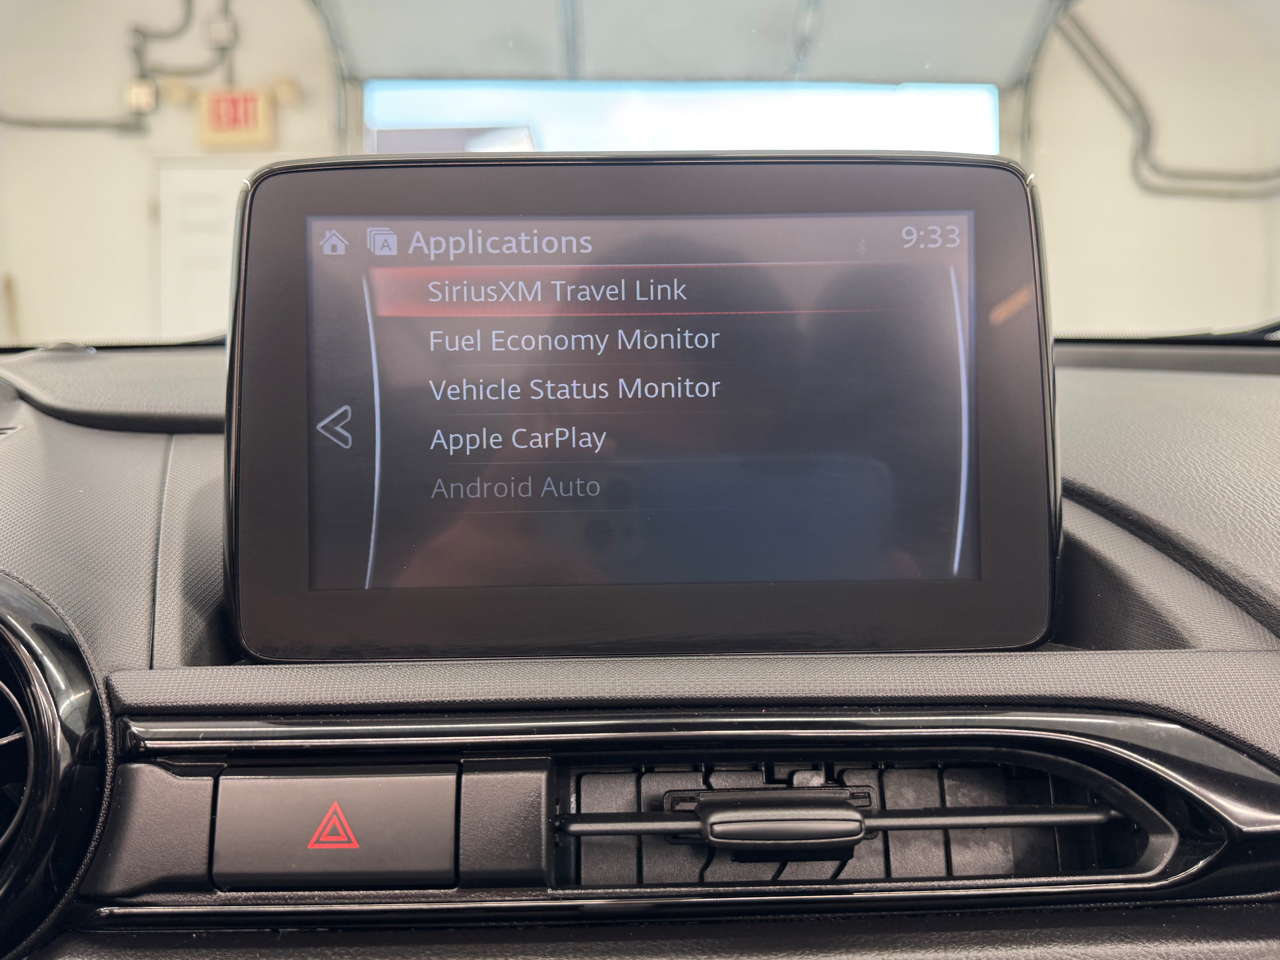 EXIT
A Applications 9:33
SiriusXM Travel Link
Fuel Economy Monitor
Vehicle Status Monitor
Apple CarPlay
Android Auto